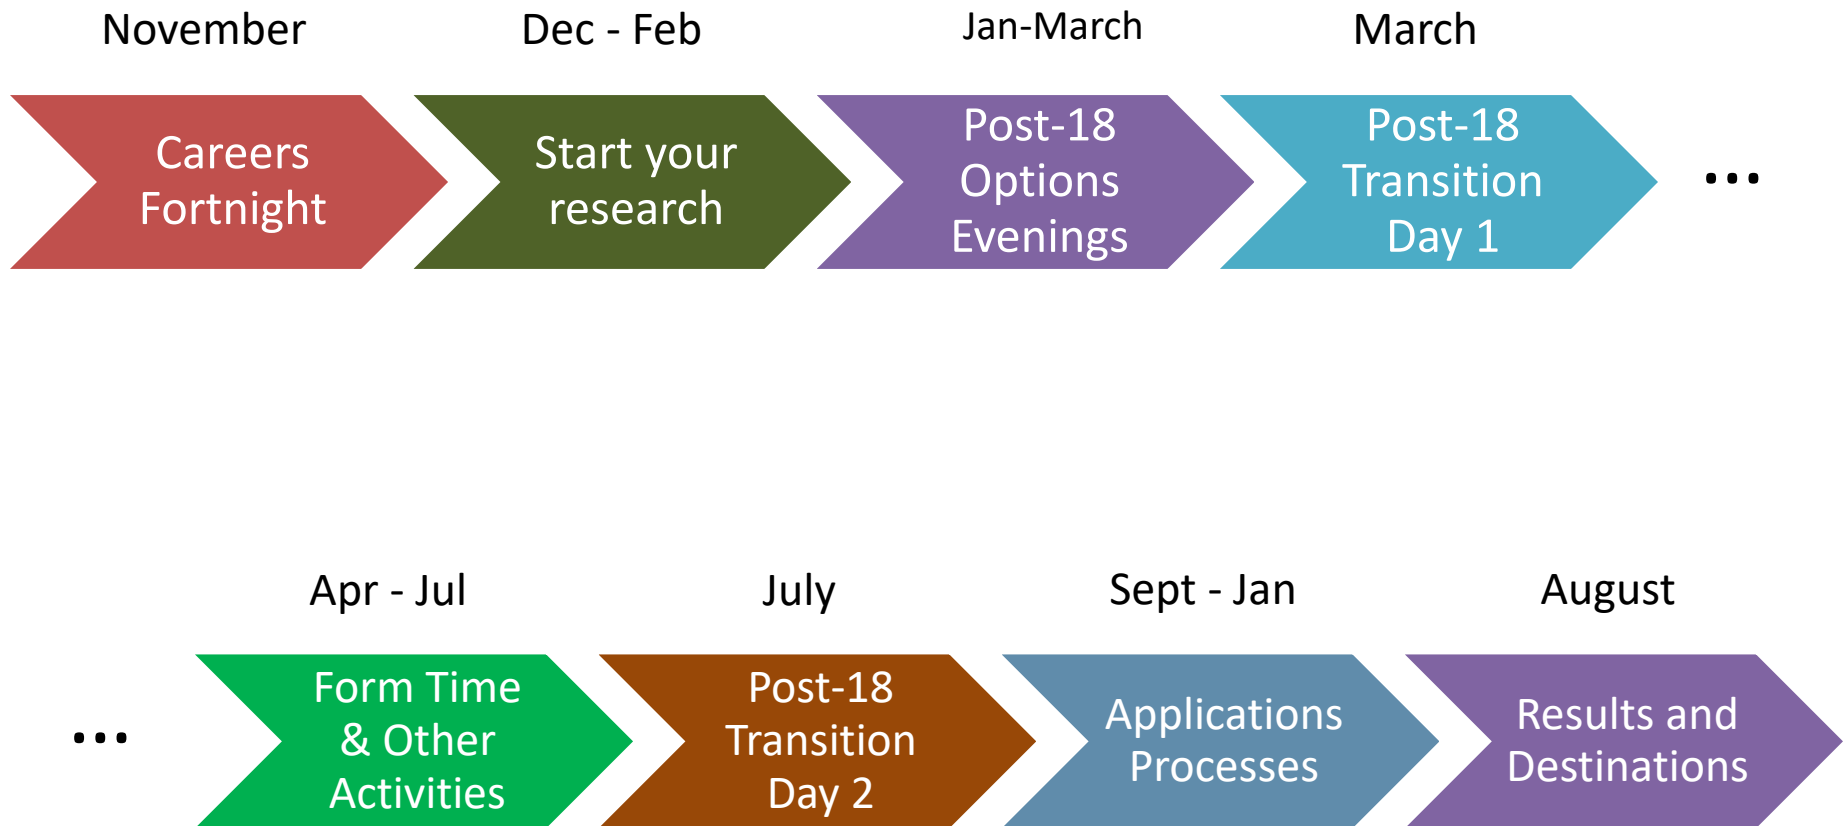 November
Dec - Feb
Jan-March
March
Careers
Fortnight
Start your
research
Post-18
Options
Evenings
Post-18
Transition
Day 1
...
Apr - Jul
July
Sept - Jan
August
...
Form Time
& Other
Activities
Post-18
Transition
Day 2
Applications
Processes
Results and
Destinations